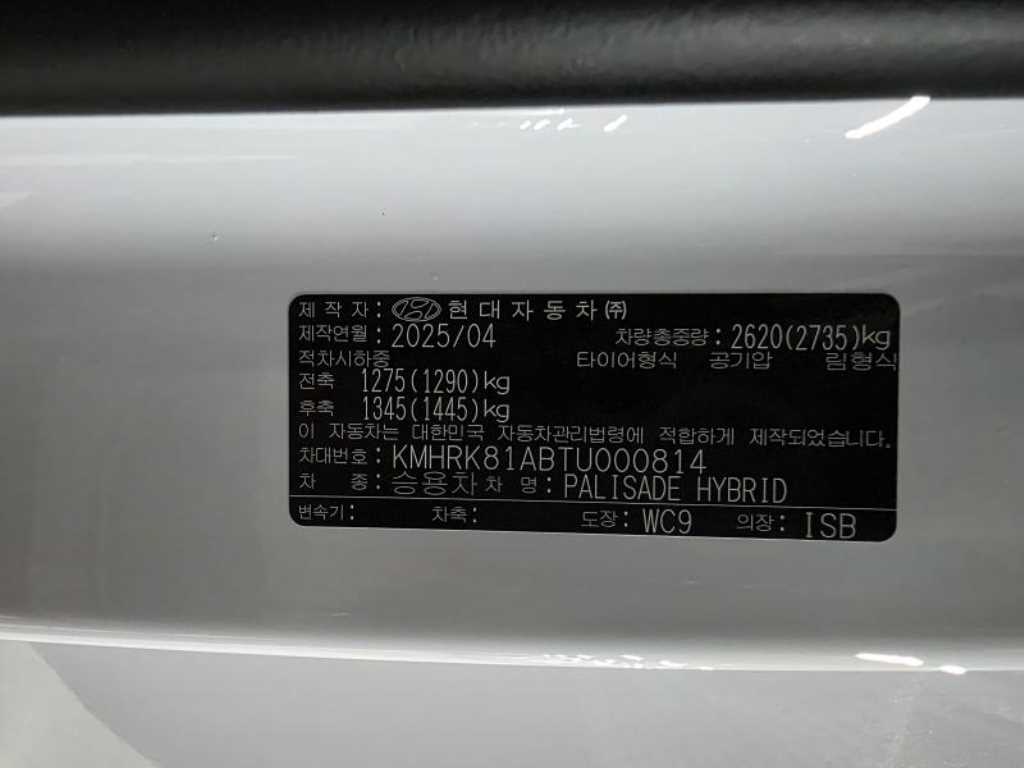 제 작 자 : 현대자동차㈜
제작연월 : 2025/04 차량총중량 : 2620(2735)kg
적차시하중 타이어형식 공기압 림형식
전축 1275(1290)kg
후축 1345(1445)kg
이 자동차는 대한민국 자동차관리법령에 적합하게 제작되었습니다.
차대번호 : KMHRK81ABTU000814
차 종 : 승용차 차 명 : PALISADE HYBRID
변속기 : 차축 : 도장 : WC9 의장 : ISB